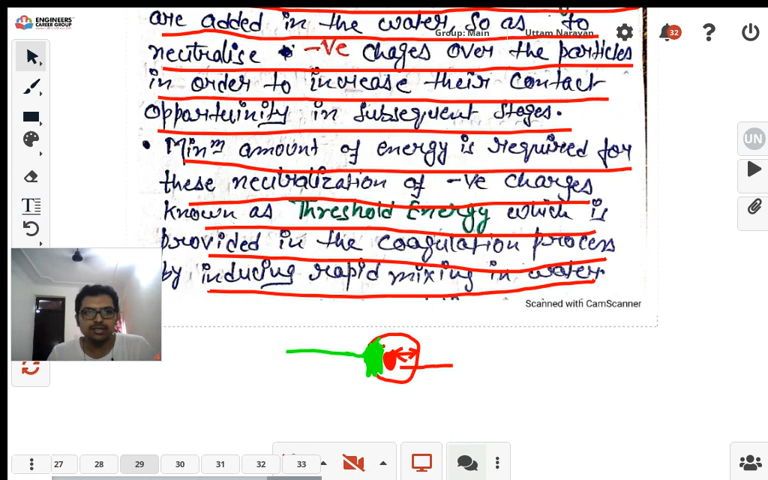 ENGINEERS
CAREER GROUP
Group: Main
Uttam Narayan
32
are added in the water, so as to
neutralise -ve chages over the particles
in order to increase their contact
opportuinity in subsequent stages.
• Minᵐ amount of energy is required for
these neutralization of -ve charges
known as Threshold Energy which is
provided in the coagulation process
by inducing rapid mixing in water.
Scanned with CamScanner
UN
T
27 28 29 30 31 32 33